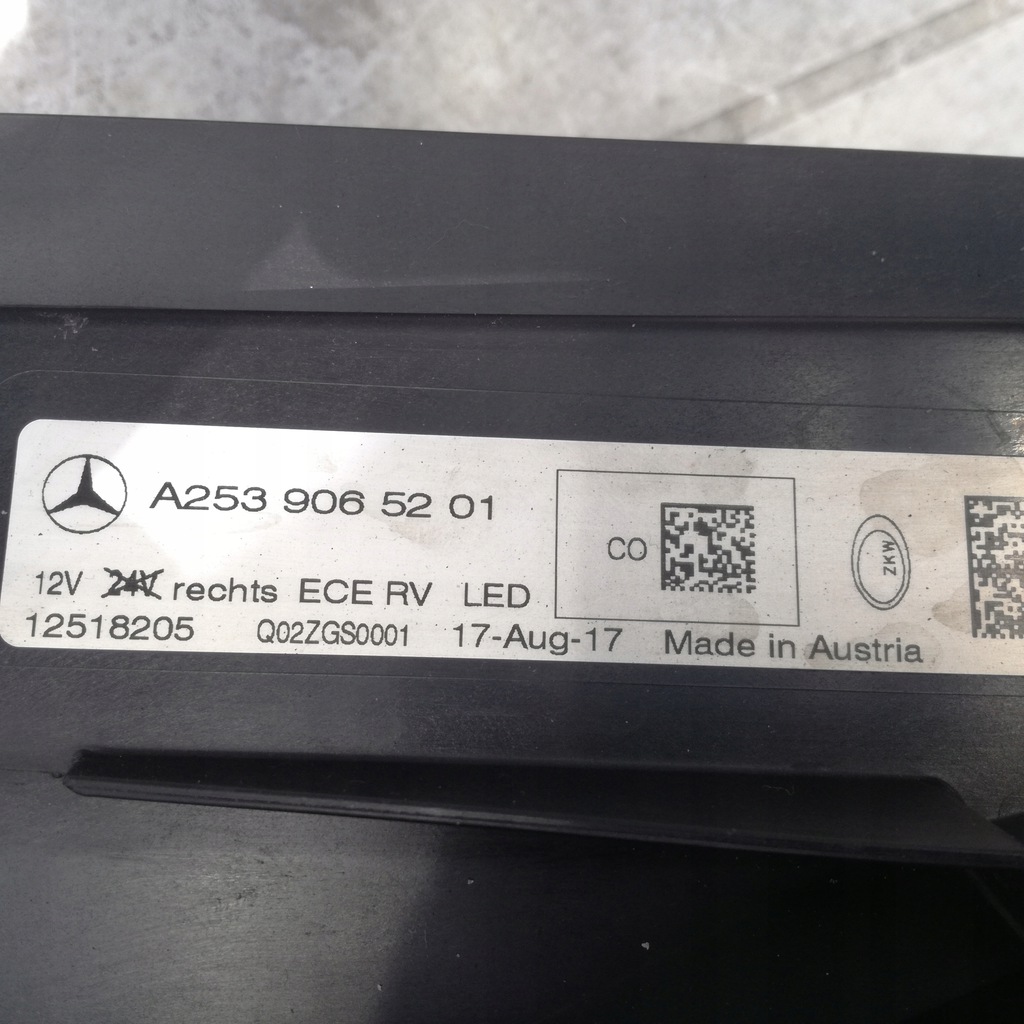 A253 906 52 01
CO
ZKW
12V 24V rechts ECE RV LED
12518205 Q02ZGS0001 17-Aug-17 Made in Austria